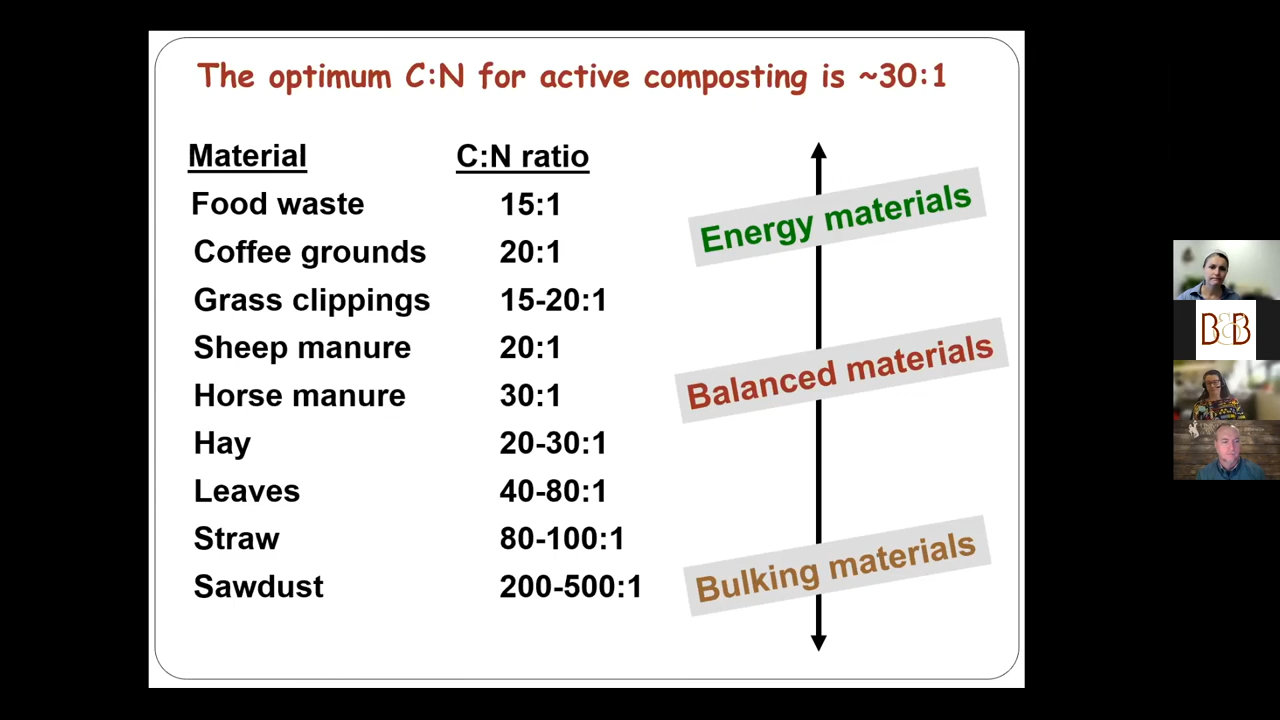 The optimum C:N for active composting is ~30:1
Material C:N ratio
Food waste 15:1
Coffee grounds 20:1
Grass clippings 15-20:1
Sheep manure 20:1
Horse manure 30:1
Hay 20-30:1
Leaves 40-80:1
Straw 80-100:1
Sawdust 200-500:1
Energy materials
Balanced materials
Bulking materials
B&B